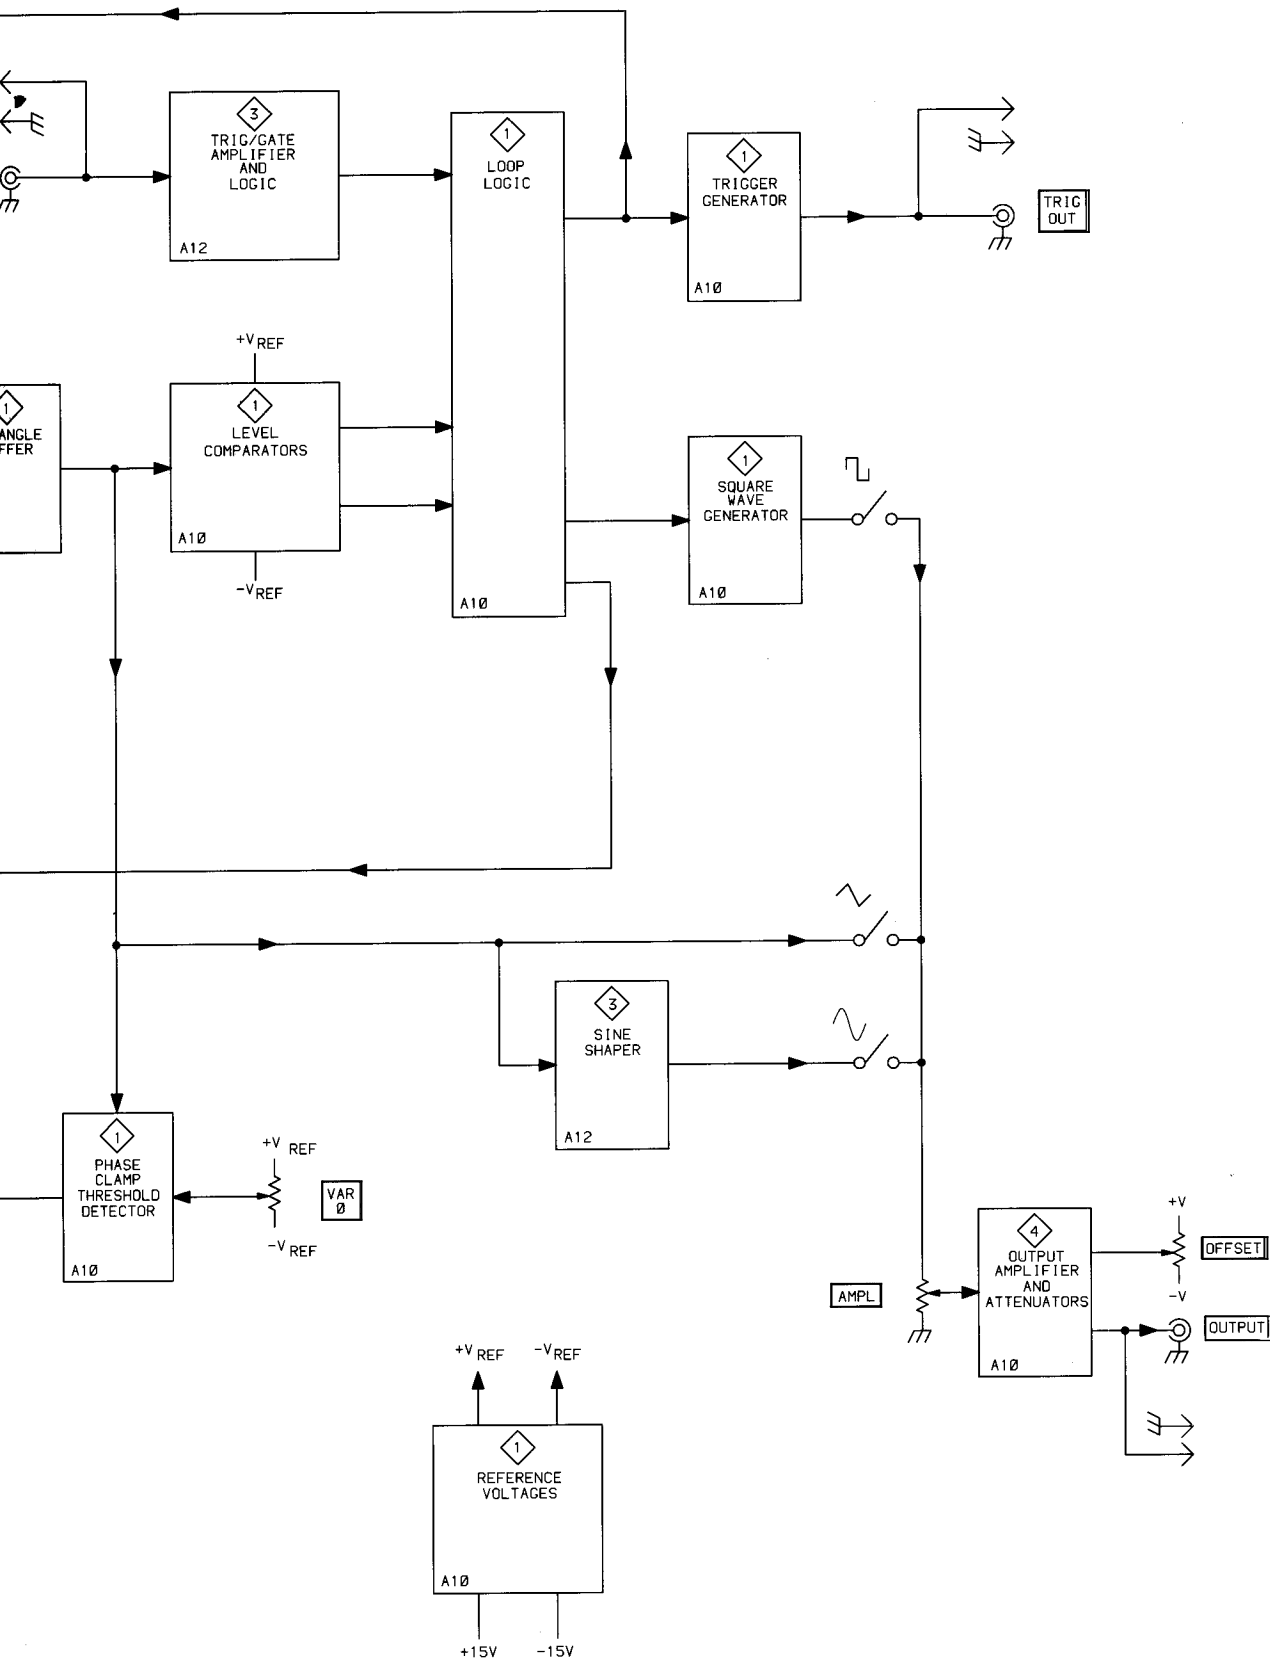 3
TRIG/GATE
AMPLIFIER
AND
LOGIC
A12
1
LOOP
LOGIC
A1Ø
1
TRIGGER
GENERATOR
A1Ø
TRIG
OUT
1
ANGLE
FFER
+VREF
1
LEVEL
COMPARATORS
A1Ø
-VREF
1
SQUARE
WAVE
GENERATOR
A1Ø
3
SINE
SHAPER
A12
1
PHASE
CLAMP
THRESHOLD
DETECTOR
A1Ø
+V REF
-V REF
VAR
Ø
AMPL
4
OUTPUT
AMPLIFIER
AND
ATTENUATORS
A1Ø
+V
-V
OFFSET
OUTPUT
+VREF
-VREF
1
REFERENCE
VOLTAGES
A1Ø
+15V
-15V